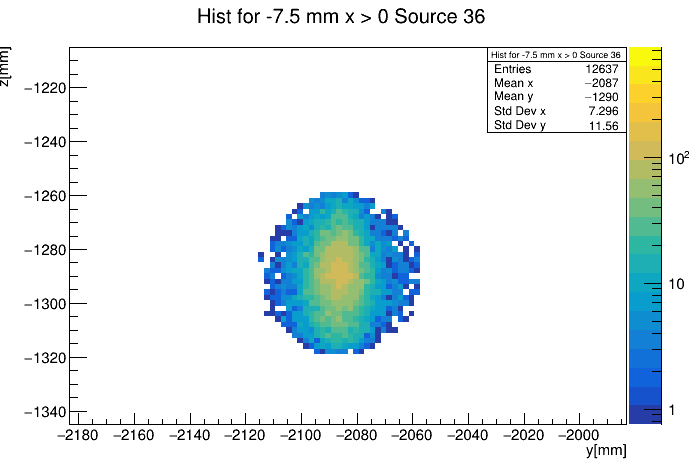 Hist for -7.5 mm x > 0 Source 36
z[mm]
Hist for -7.5 mm x > 0 Source 36
Entries 12637
Mean x −2087
Mean y −1290
Std Dev x 7.296
Std Dev y 11.56
−1220
−1240
−1260
−1280
−1300
−1320
−1340
10²
10
1
−2180 −2160 −2140 −2120 −2100 −2080 −2060 −2040 −2020 −2000
y[mm]